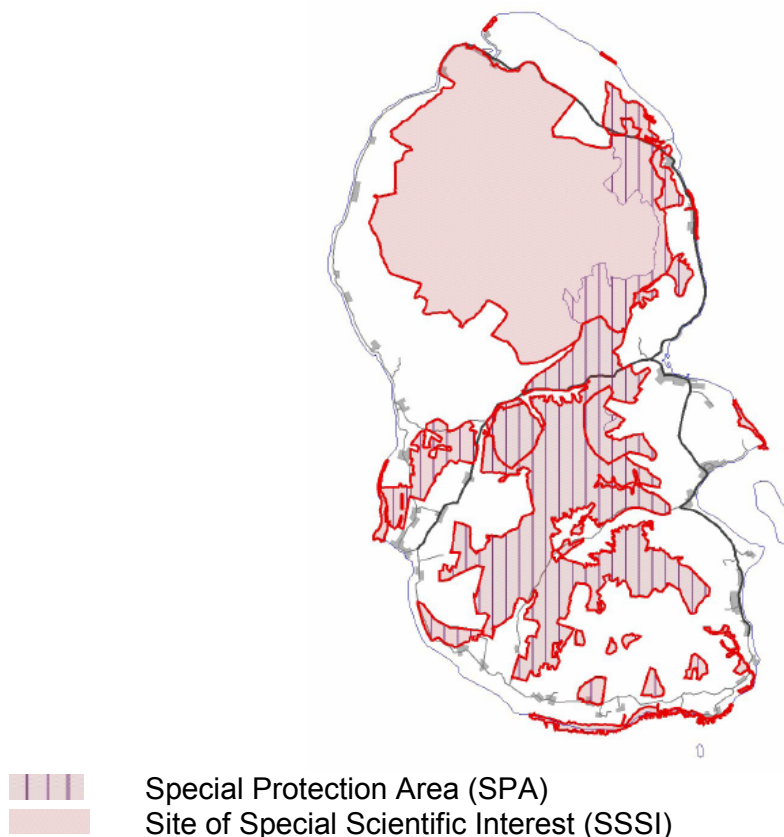 Special Protection Area (SPA)
Site of Special Scientific Interest (SSSI)